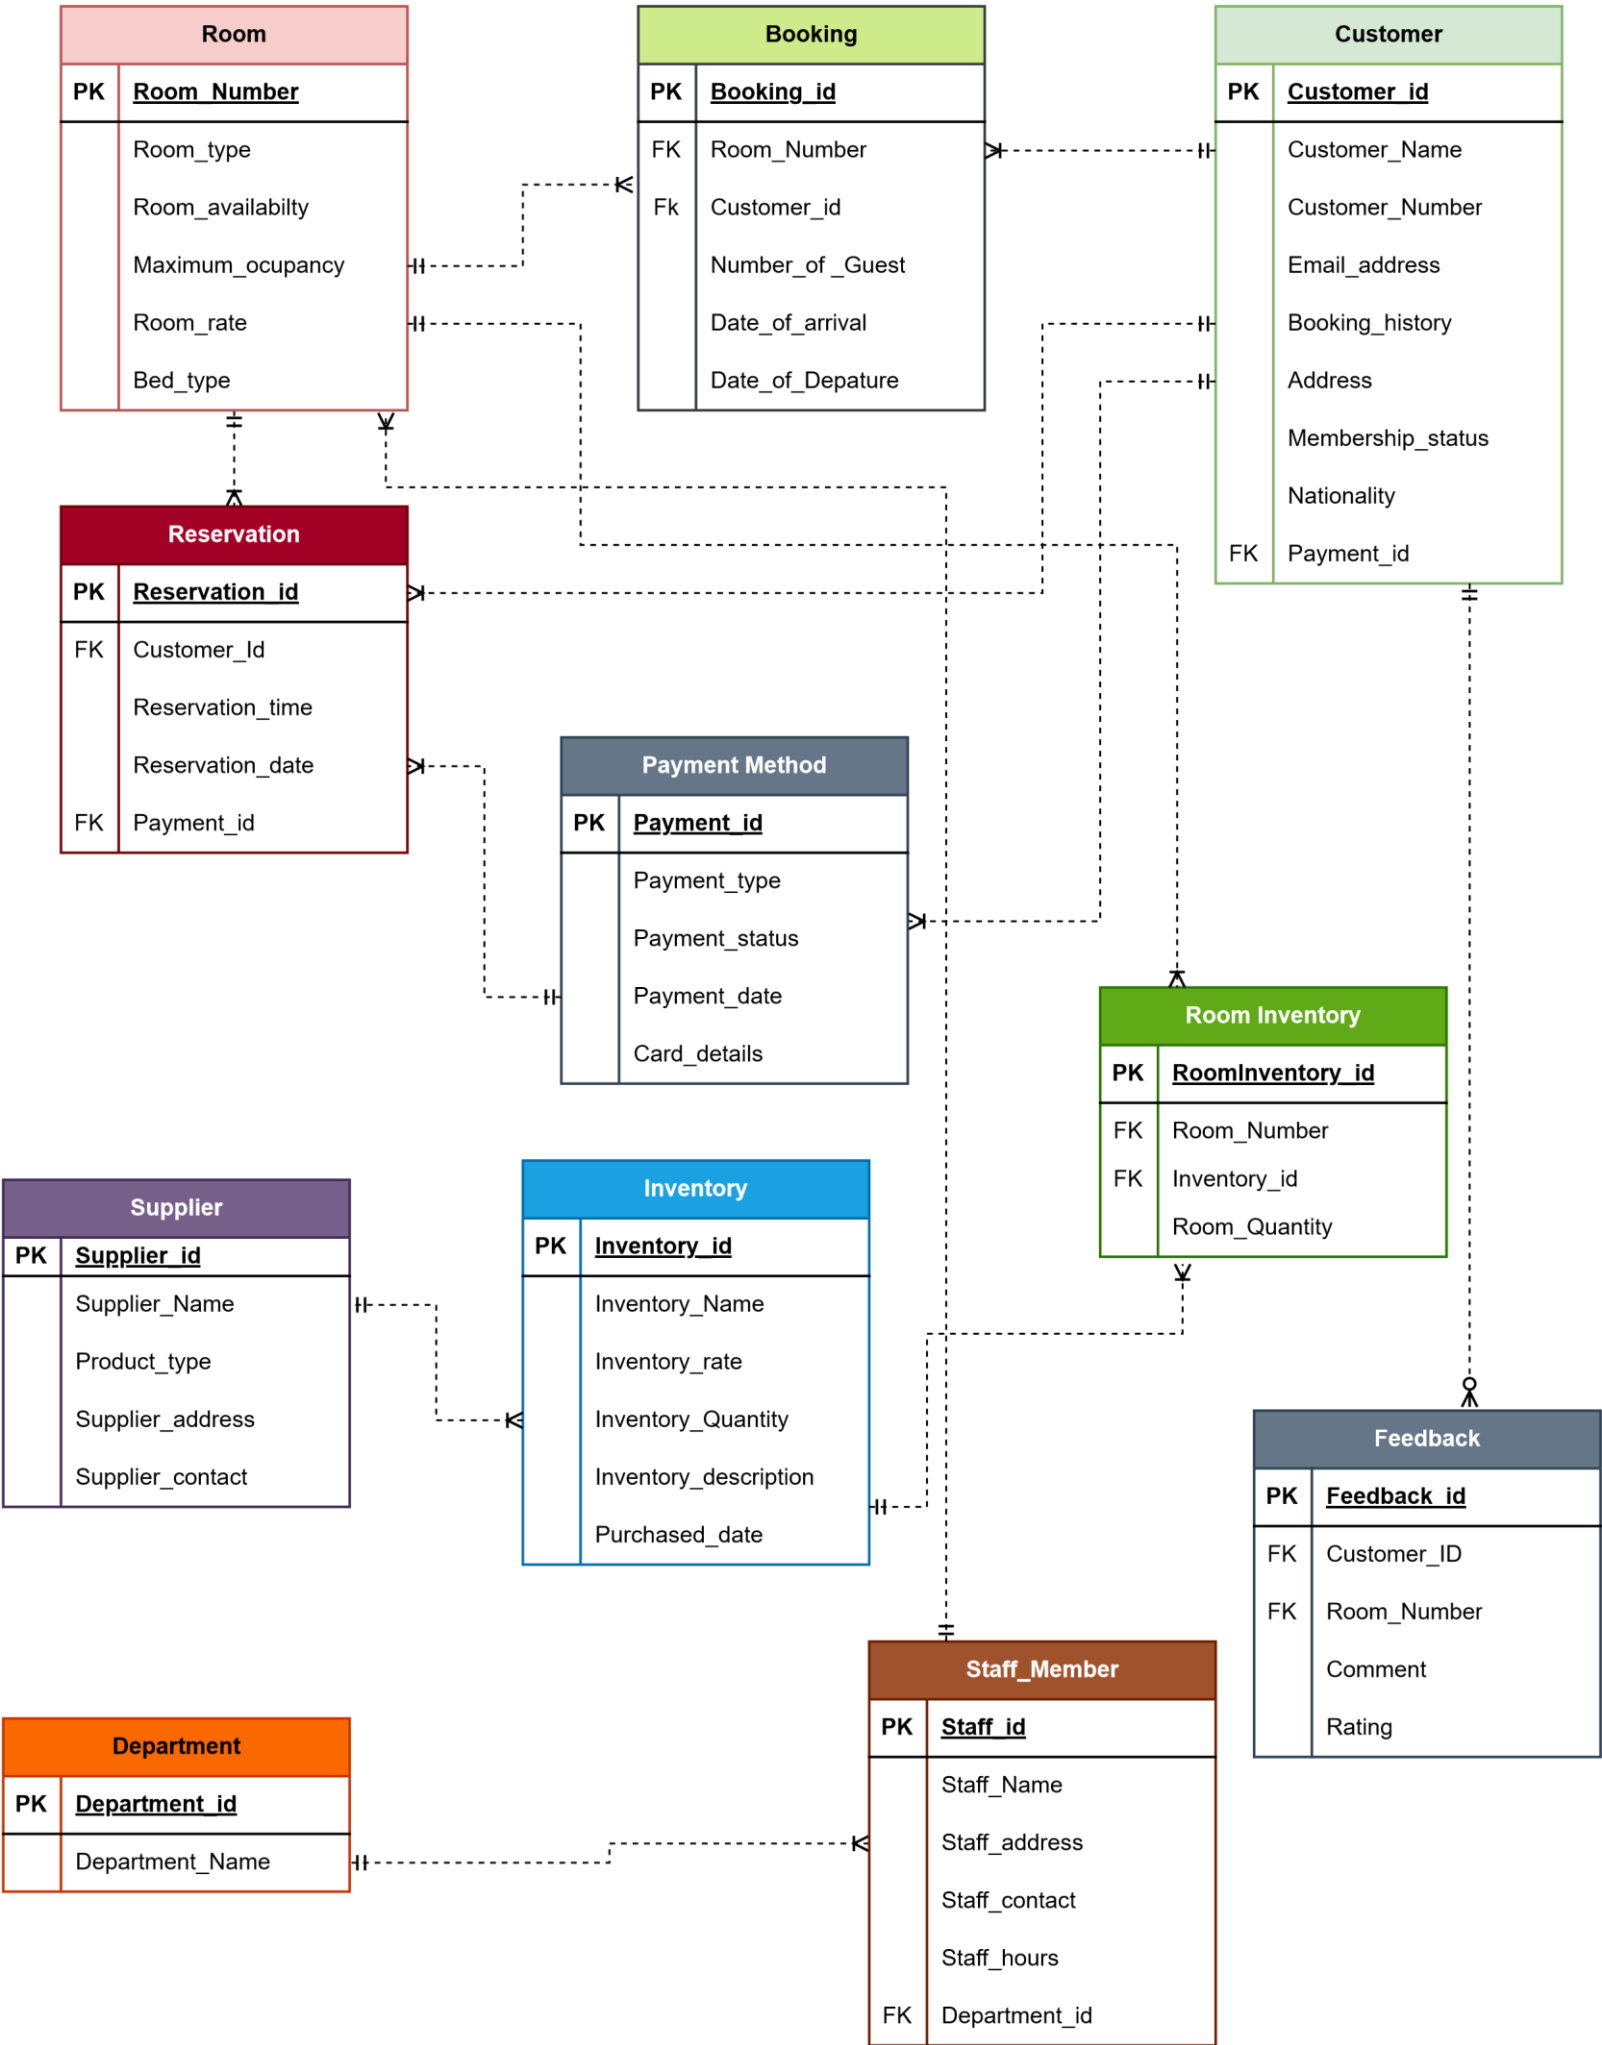 Room
PK Room_Number
Room_type
Room_availabilty
Maximum_ocupancy
Room_rate
Bed_type
Booking
PK Booking_id
FK Room_Number
Fk Customer_id
Number_of _Guest
Date_of_arrival
Date_of_Depature
Customer
PK Customer_id
Customer_Name
Customer_Number
Email_address
Booking_history
Address
Membership_status
Nationality
FK Payment_id
Reservation
PK Reservation_id
FK Customer_Id
Reservation_time
Reservation_date
FK Payment_id
Payment Method
PK Payment_id
Payment_type
Payment_status
Payment_date
Card_details
Room Inventory
PK RoomInventory_id
FK Room_Number
FK Inventory_id
Room_Quantity
Supplier
PK Supplier_id
Supplier_Name
Product_type
Supplier_address
Supplier_contact
Inventory
PK Inventory_id
Inventory_Name
Inventory_rate
Inventory_Quantity
Inventory_description
Purchased_date
Feedback
PK Feedback_id
FK Customer_ID
FK Room_Number
Comment
Rating
Staff_Member
PK Staff_id
Staff_Name
Staff_address
Staff_contact
Staff_hours
FK Department_id
Department
PK Department_id
Department_Name